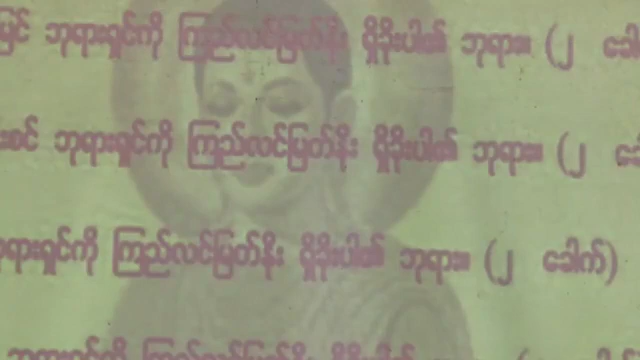 ဘုရားရှင်ကို ကြည်လင်မြတ်နိုး ရှိခိုးပါ၏ ဘုရား။ (၂
ဘုရားရှင်ကို ကြည်လင်မြတ်နိုး ရှိခိုးပါ၏ ဘုရား။ (၂
ကြည်လင်မြတ်နိုး ရှိခိုးပါ၏ ဘုရား။ (၂ ခေါက်)